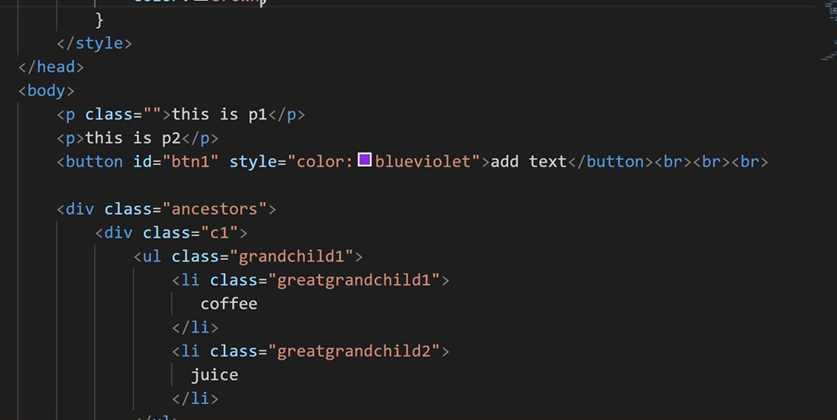 }
</style>
</head>
<body>
<p class="">this is p1</p>
<p>this is p2</p>
<button id="btn1" style="color:blueviolet">add text</button><br><br><br>
<div class="ancestors">
<div class="c1">
<ul class="grandchild1">
<li class="greatgrandchild1">
coffee
</li>
<li class="greatgrandchild2">
juice
</li>